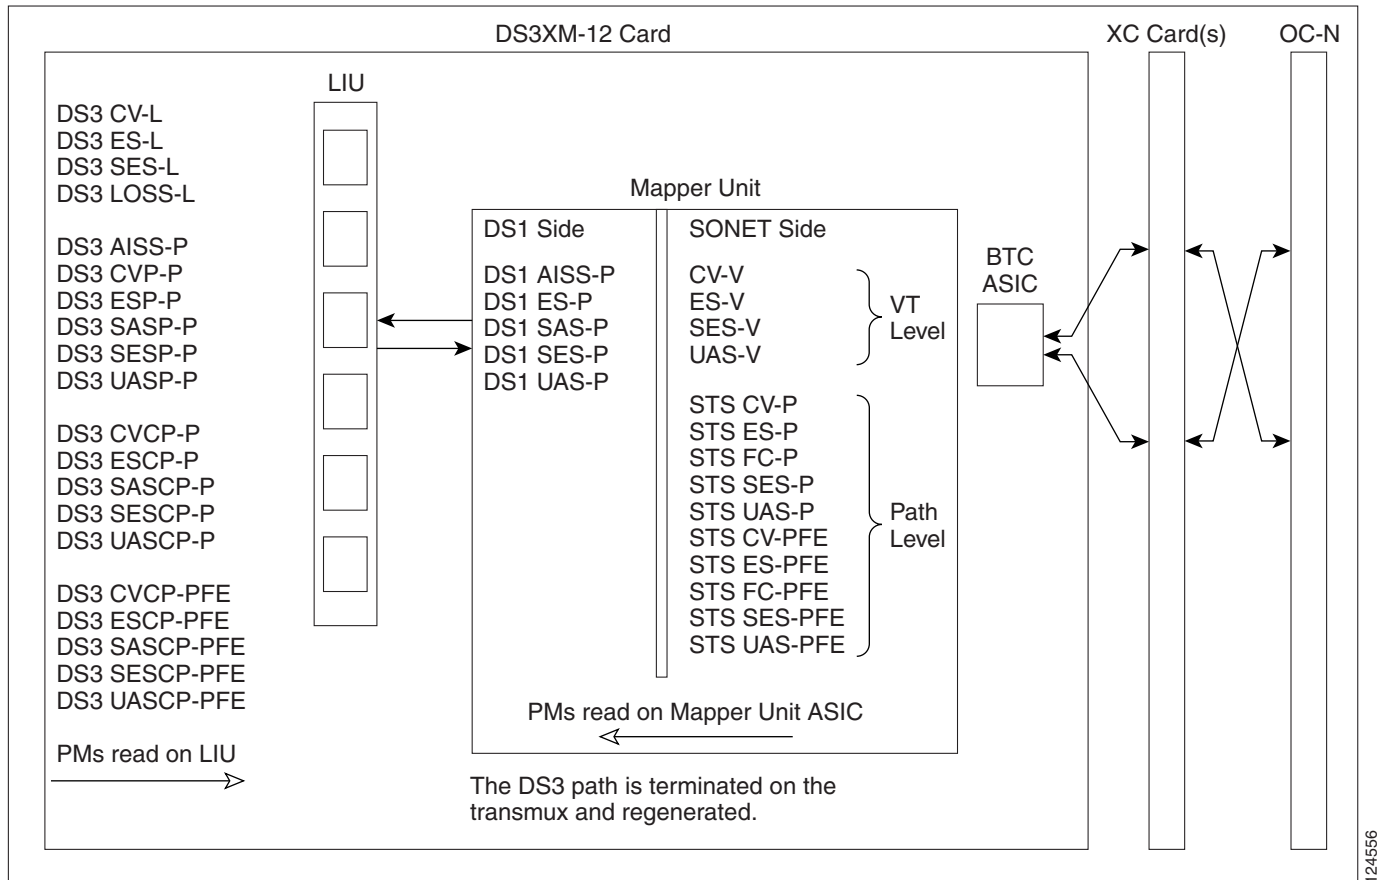 DS3XM-12 Card
XC Card(s)
OC-N
LIU
DS3 CV-L
DS3 ES-L
DS3 SES-L
DS3 LOSS-L
DS3 AISS-P
DS3 CVP-P
DS3 ESP-P
DS3 SASP-P
DS3 SESP-P
DS3 UASP-P
DS3 CVCP-P
DS3 ESCP-P
DS3 SASCP-P
DS3 SESCP-P
DS3 UASCP-P
DS3 CVCP-PFE
DS3 ESCP-PFE
DS3 SASCP-PFE
DS3 SESCP-PFE
DS3 UASCP-PFE
PMs read on LIU
Mapper Unit
DS1 Side
DS1 AISS-P
DS1 ES-P
DS1 SAS-P
DS1 SES-P
DS1 UAS-P
SONET Side
CV-V
ES-V
SES-V
UAS-V
VT
Level
STS CV-P
STS ES-P
STS FC-P
STS SES-P
STS UAS-P
STS CV-PFE
STS ES-PFE
STS FC-PFE
STS SES-PFE
STS UAS-PFE
Path
Level
PMs read on Mapper Unit ASIC
The DS3 path is terminated on the
transmux and regenerated.
BTC
ASIC
124556